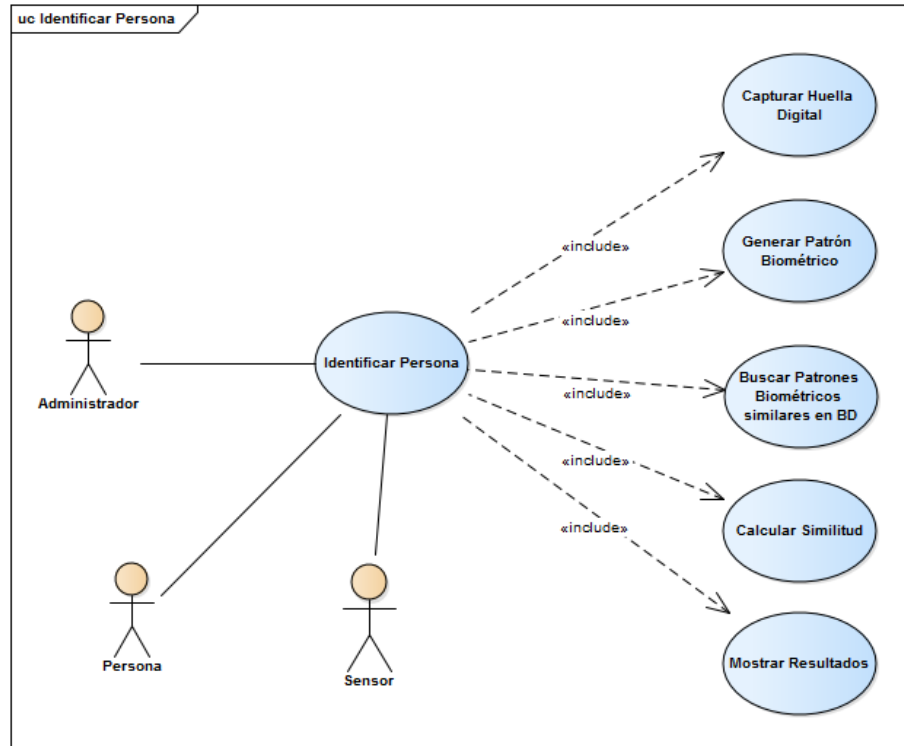 uc Identificar Persona
Capturar Huella
Digital
«include»
Generar Patrón
Biométrico
«include»
Administrador
Identificar Persona
Buscar Patrones
Biométricos
similares en BD
«include»
«include»
Calcular Similitud
«include»
Persona
Sensor
Mostrar Resultados